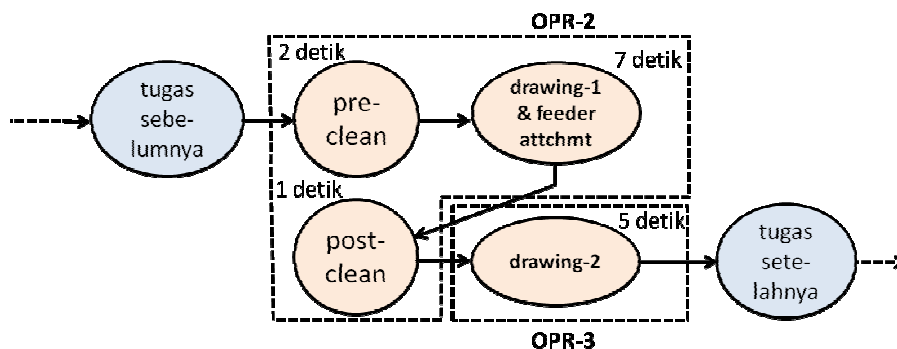 OPR-2
2 detik
7 detik
tugas
sebe-
lumnya
pre-
clean
drawing-1
& feeder
attchmt
1 detik
post-
clean
5 detik
drawing-2
tugas
sete-
lahnya
OPR-3